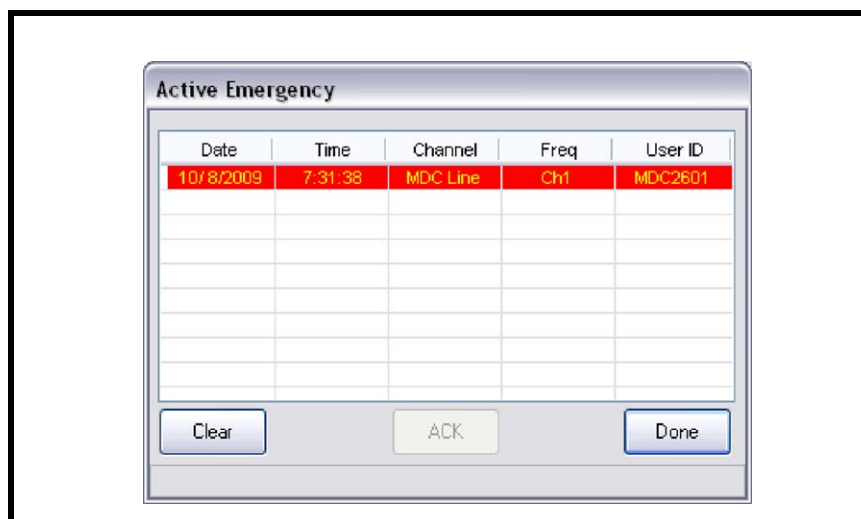 Active Emergency
Date Time Channel Freq User ID
10/ 8/2009 7:31:38 MDC Line Ch1 MDC2601
Clear ACK Done